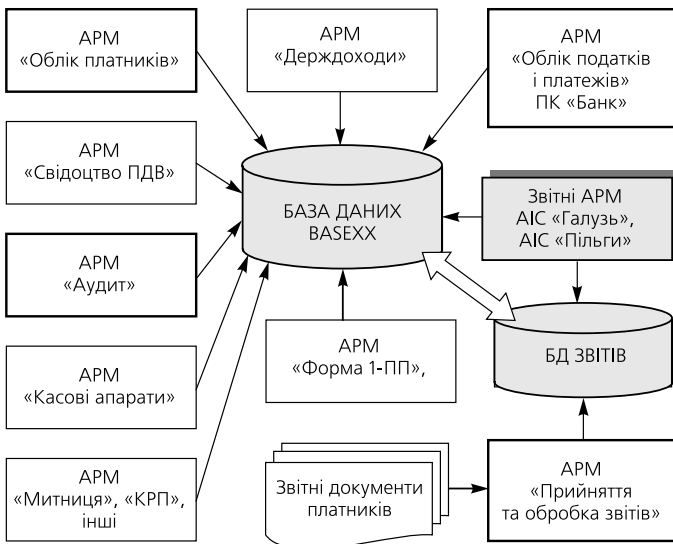 АРМ
«Облік платників»
АРМ
«Держдоходи»
АРМ
«Облік податків
і платежів»
ПК «Банк»
АРМ
«Свідоцтво ПДВ»
БАЗА ДАНИХ
BASEXX
Звітні АРМ
АІС «Галузь»,
АІС «Пільги»
АРМ
«Аудит»
АРМ
«Форма 1-ПП»,
БД ЗВІТІВ
АРМ
«Касові апарати»
АРМ
«Митниця», «КРП»,
інші
Звітні документи
платників
АРМ
«Прийняття
та обробка звітів»